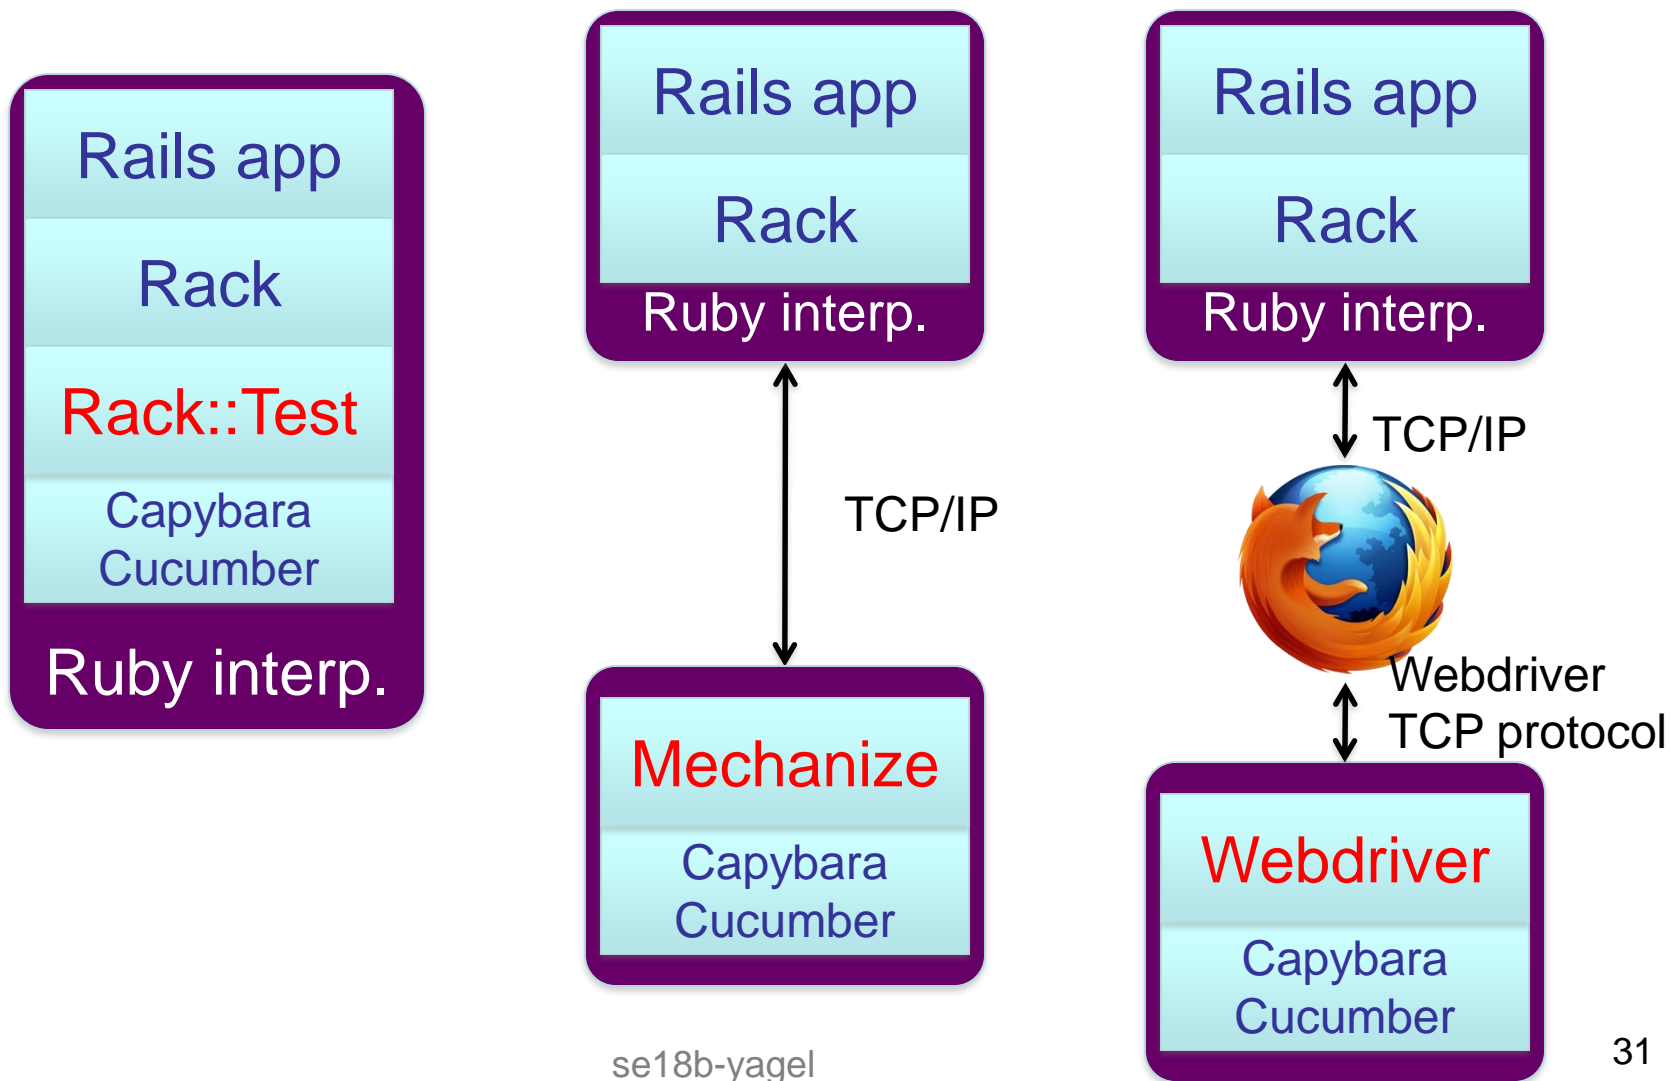 Rails app
Rack
Rack::Test
Capybara
Cucumber
Ruby interp.
Rails app
Rack
Ruby interp.
TCP/IP
Mechanize
Capybara
Cucumber
Rails app
Rack
Ruby interp.
TCP/IP
Webdriver
TCP protocol
Webdriver
Capybara
Cucumber
se18b-yagel
31